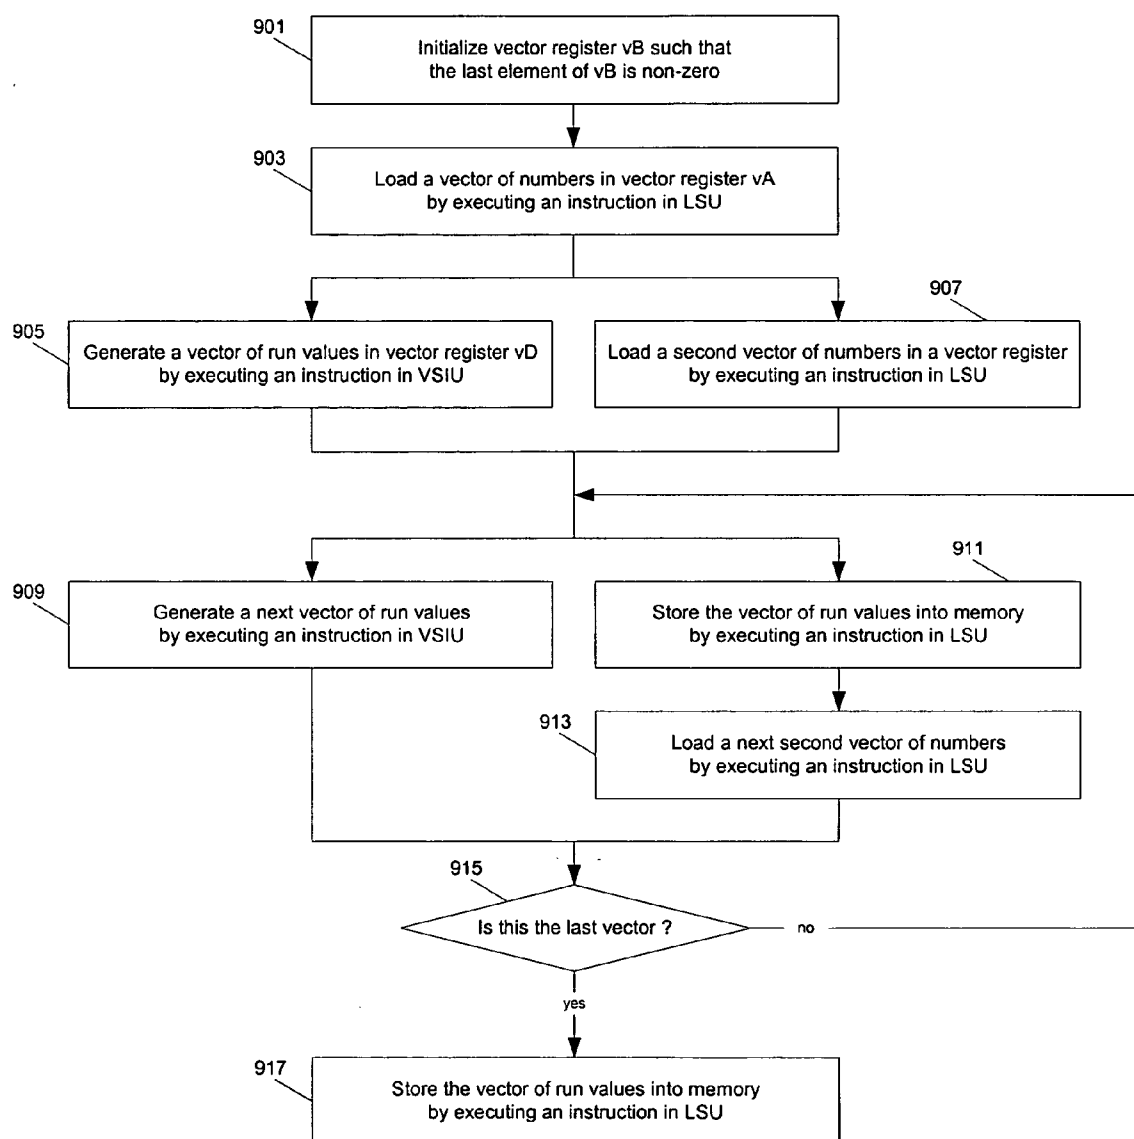 901
Initialize vector register vB such that
the last element of vB is non-zero
903
Load a vector of numbers in vector register vA
by executing an instruction in LSU
905
Generate a vector of run values in vector register vD
by executing an instruction in VSIU
907
Load a second vector of numbers in a vector register
by executing an instruction in LSU
909
Generate a next vector of run values
by executing an instruction in VSIU
911
Store the vector of run values into memory
by executing an instruction in LSU
913
Load a next second vector of numbers
by executing an instruction in LSU
915
Is this the last vector ?
no
yes
917
Store the vector of run values into memory
by executing an instruction in LSU